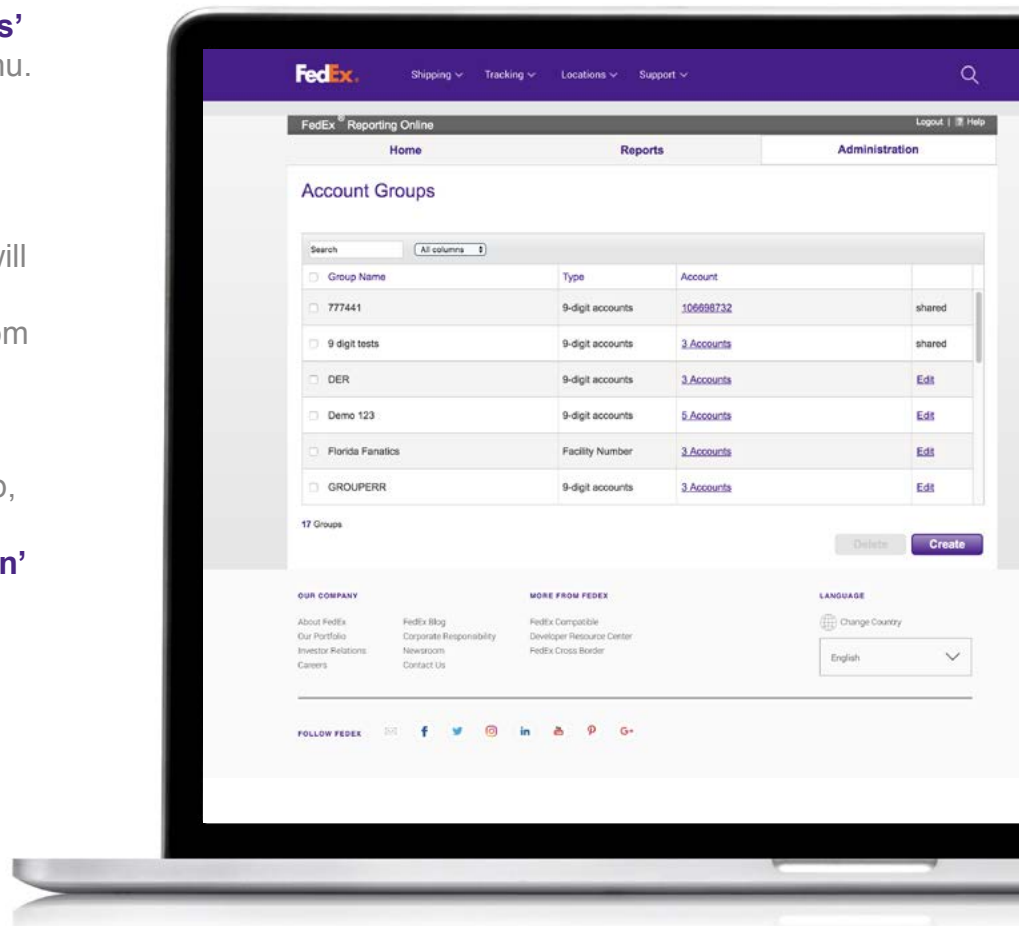 s’
nu.
will
om
o,
n’
FedEx®
Shipping Tracking Locations Support
FedEx® Reporting Online Logout | ? Help
Home Reports Administration
Account Groups
Search All columns
Group Name Type Account
777441 9-digit accounts 106698732 shared
9 digit tests 9-digit accounts 3 Accounts shared
DER 9-digit accounts 3 Accounts Edit
Demo 123 9-digit accounts 5 Accounts Edit
Florida Fanatics Facility Number 3 Accounts Edit
GROUPERR 9-digit accounts 3 Accounts Edit
17 Groups
Delete Create
OUR COMPANY MORE FROM FEDEX LANGUAGE
About FedEx FedEx Blog FedEx Compatible Change Country
Our Portfolio Corporate Responsibility Developer Resource Center
Investor Relations Newsroom FedEx Cross Border English
Careers Contact Us
FOLLOW FEDEX f in G+